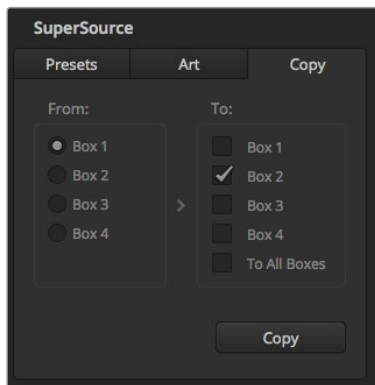 SuperSource
Presets Art Copy
From: To:
Box 1 Box 1
Box 2 Box 2
Box 3 > Box 3
Box 4 Box 4
To All Boxes
Copy